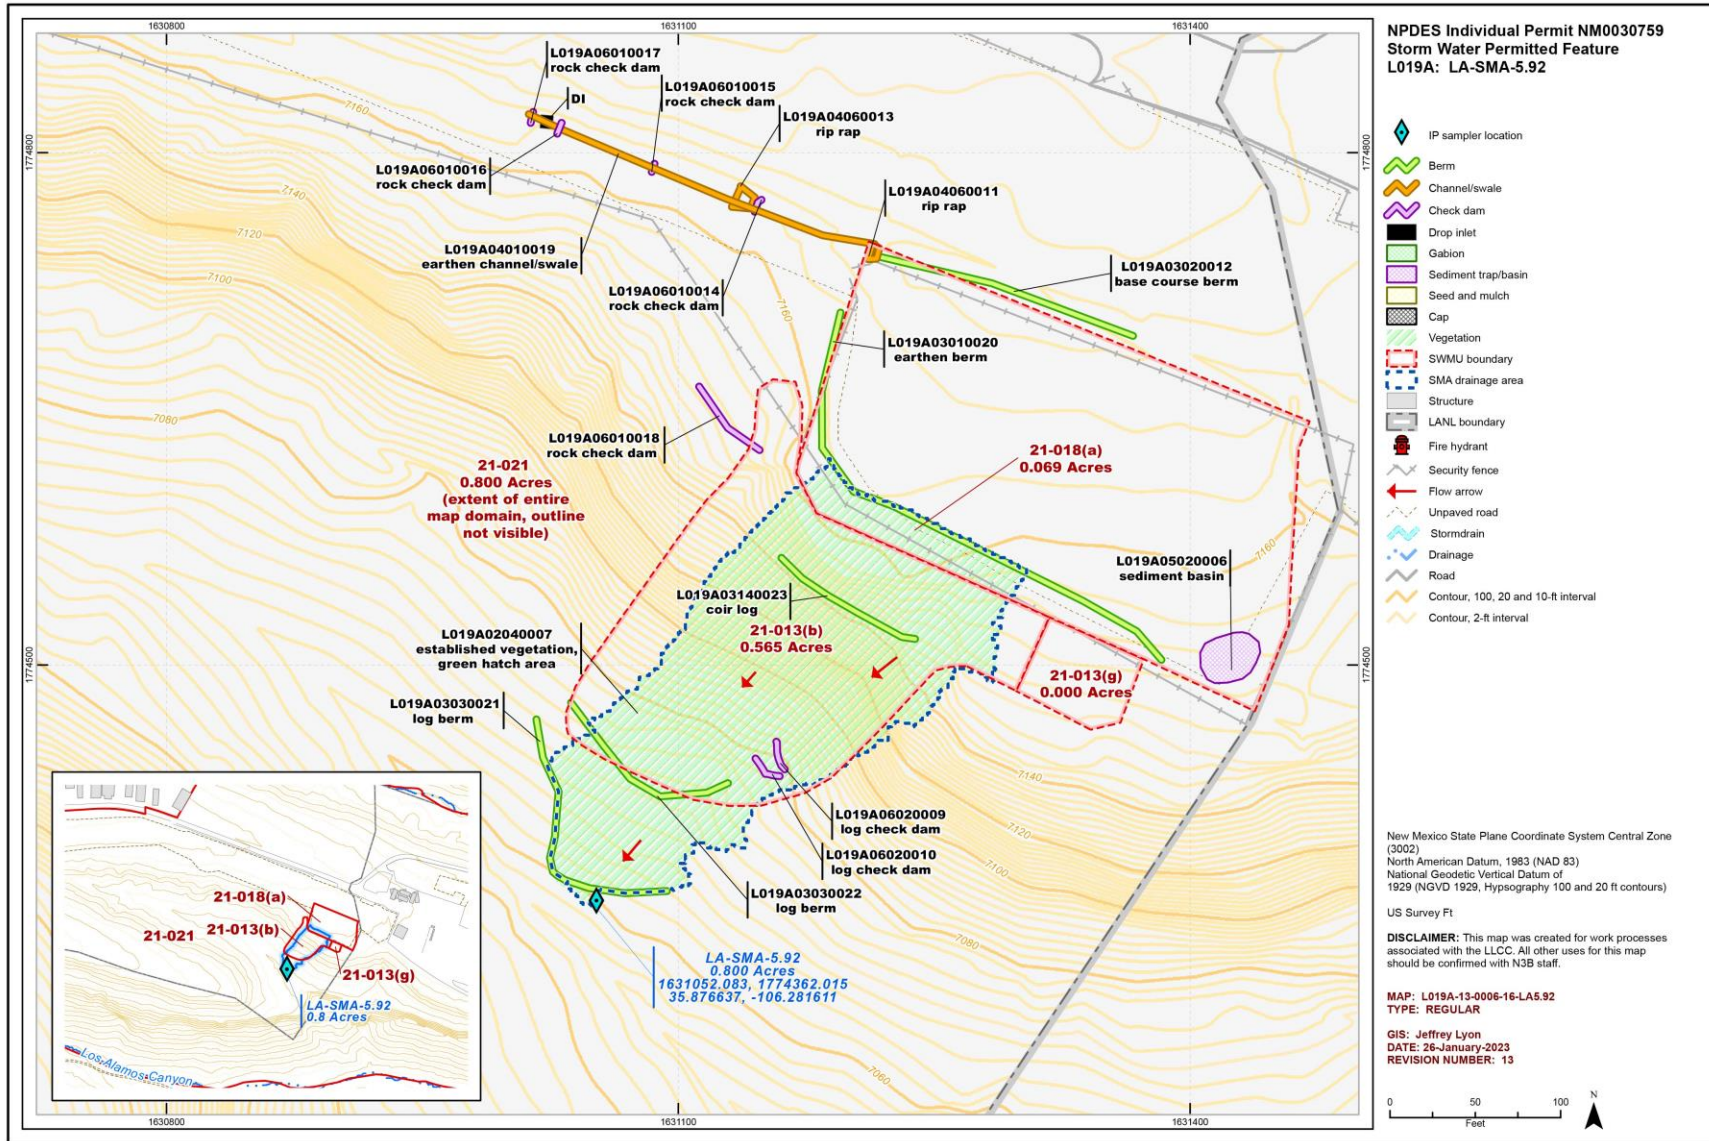 1630800
1631100
1631400
NPDES Individual Permit NM0030759
Storm Water Permitted Feature
L019A: LA-SMA-5.92
L019A06010017
rock check dam
DI
L019A06010015
rock check dam
L019A04060013
rip rap
7160
1774800
1774800
L019A06010016
rock check dam
L019A04060011
rip rap
7140
7120
7100
L019A04010019
earthen channel/swale
L019A06010014
rock check dam
7160
L019A03020012
base course berm
L019A03010020
earthen berm
7080
L019A06010018
rock check dam
21-021
0.800 Acres
(extent of entire
map domain, outline
not visible)
21-018(a)
0.069 Acres
7160
L019A05020006
sediment basin
L019A03140023
coir log
21-013(b)
0.565 Acres
L019A02040007
established vegetation,
green hatch area
1774500
1774500
21-013(g)
0.000 Acres
L019A03030021
log berm
7140
7120
7100
7080
7060
L019A06020009
log check dam
L019A06020010
log check dam
L019A03030022
log berm
LA-SMA-5.92
0.800 Acres
1631052.083, 1774362.015
35.876637, -106.281611
21-018(a)
21-013(b)
21-021
21-013(g)
LA-SMA-5.92
0.8 Acres
Los Alamos Canyon
1630800
1631100
1631400
IP sampler location
Berm
Channel/swale
Check dam
Drop inlet
Gabion
Sediment trap/basin
Seed and mulch
Cap
Vegetation
SWMU boundary
SMA drainage area
Structure
LANL boundary
Fire hydrant
Security fence
Flow arrow
Unpaved road
Stormdrain
Drainage
Road
Contour, 100, 20 and 10-ft interval
Contour, 2-ft interval
New Mexico State Plane Coordinate System Central Zone
(3002)
North American Datum, 1983 (NAD 83)
National Geodetic Vertical Datum of
1929 (NGVD 1929, Hypsography 100 and 20 ft contours)
US Survey Ft
DISCLAIMER: This map was created for work processes
associated with the LLCC. All other uses for this map
should be confirmed with N3B staff.
MAP: L019A-13-0006-16-LA5.92
TYPE: REGULAR
GIS: Jeffrey Lyon
DATE: 26-January-2023
REVISION NUMBER: 13
0 50 100
Feet
N